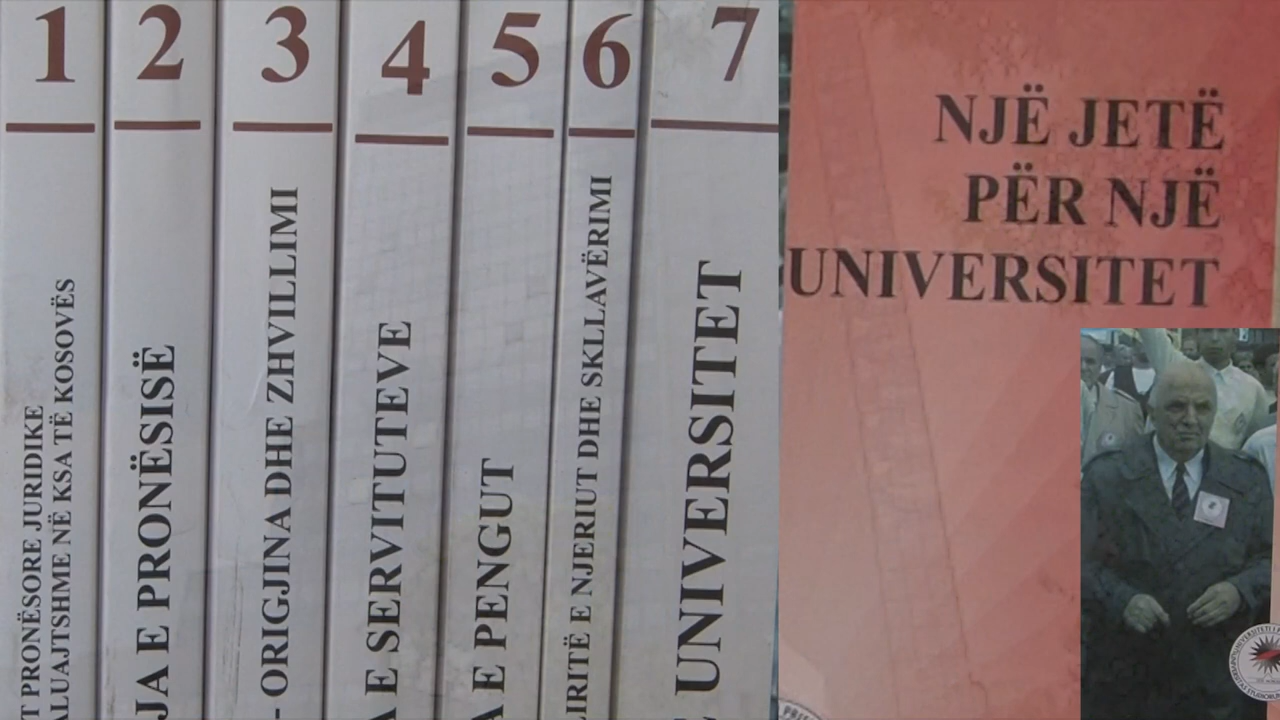 1
T PRONËSORE JURIDIKE
ALUAJTSHME NË KSA TË KOSOVËS
2
JA E PRONËSISË
3
- ORIGJINA DHE ZHVILLIMI
4
A E SERVITUTEVE
5
A E PENGUT
6
LIRITË E NJERIUT DHE SKLLAVËRIMI
7
UNIVERSITET
NJË JETË
PËR NJË
UNIVERSITET